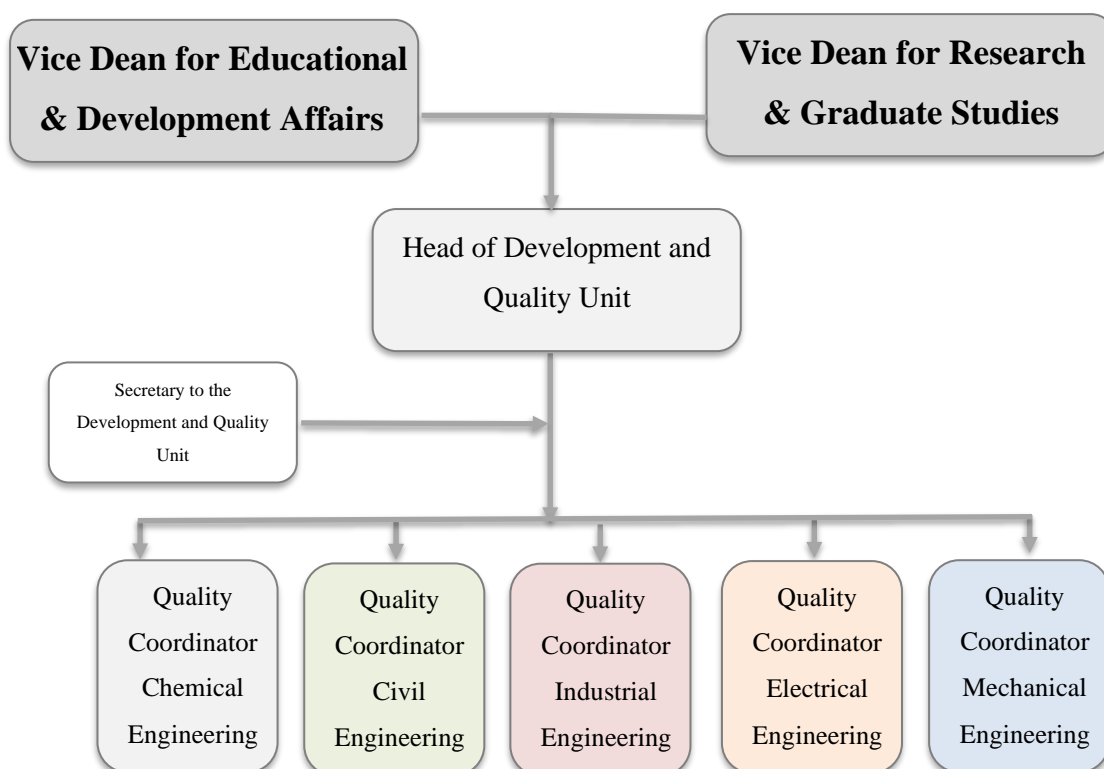 Vice Dean for Educational
& Development Affairs
Vice Dean for Research
& Graduate Studies
Head of Development and
Quality Unit
Secretary to the
Development and Quality
Unit
Quality
Coordinator
Chemical
Engineering
Quality
Coordinator
Civil
Engineering
Quality
Coordinator
Industrial
Engineering
Quality
Coordinator
Electrical
Engineering
Quality
Coordinator
Mechanical
Engineering